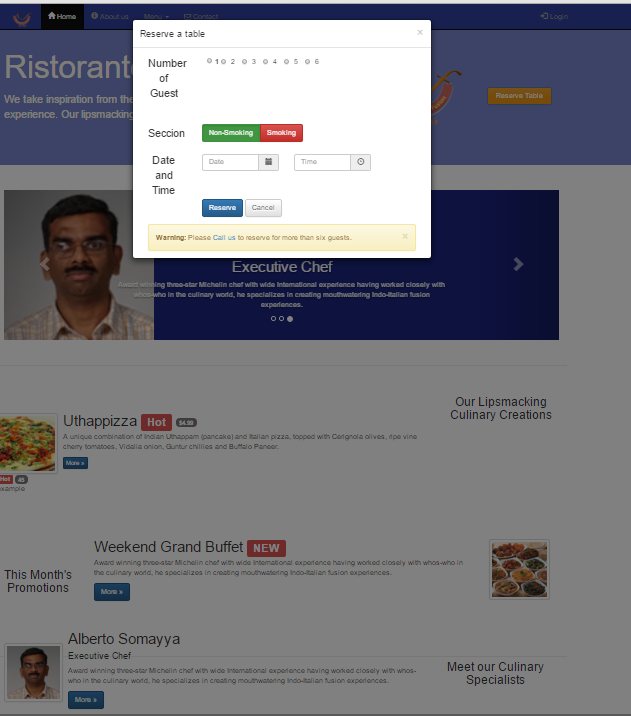 Home
About us
Menu
Contact
Login
Reserve a table ×
Number of Guest
1 2 3 4 5 6
Seccion
Non-Smoking Smoking
Date and Time
Date
Time
Reserve Cancel
Warning: Please Call us to reserve for more than six guests. ×
Ristorant
We take inspiration from the
experience. Our lipsmacking
Reserve Table
Executive Chef
Award winning three-star Michelin chef with wide International experience having worked closely with
whos-who in the culinary world, he specializes in creating mouthwatering Indo-Italian fusion
experiences.
Our Lipsmacking
Culinary Creations
Uthappizza Hot $4.99
A unique combination of Indian Uthappam (pancake) and Italian pizza, topped with Cerignola olives, ripe vine
cherry tomatoes, Vidalia onion, Guntur chillies and Buffalo Paneer.
More »
Hot
xample
Weekend Grand Buffet NEW
Award winning three-star Michelin chef with wide International experience having worked closely with whos-who in
the culinary world, he specializes in creating mouthwatering Indo-Italian fusion experiences.
More »
This Month's
Promotions
Alberto Somayya
Executive Chef
Award winning three-star Michelin chef with wide International experience having worked closely with whos-
who in the culinary world, he specializes in creating mouthwatering Indo-Italian fusion experiences.
More »
Meet our Culinary
Specialists